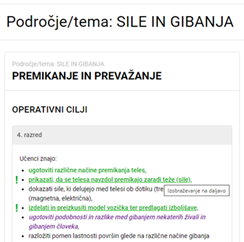 Področje/tema: SILE IN GIBANJA
Področje/tema: SILE IN GIBANJA
PREMIKANJE IN PREVAŽANJE
OPERATIVNI CILJI
4. razred
Učenci znajo:
ugotoviti različne načine premikanja teles,
! prikazati, da se telesa navzdol premikajo zaradi teže (sile),
dokazati sile, ki delujejo med telesi ob dotiku
Izobraževanje na daljavo
(magnetna, električna),
! izdelati in preizkusiti model vozička ter predlagati izboljšave,
ugotoviti podobnosti in razlike med gibanjem nekaterih živali in
gibanjem človeka,
razložiti pomen lastnosti površin glede na različne načine gibanja